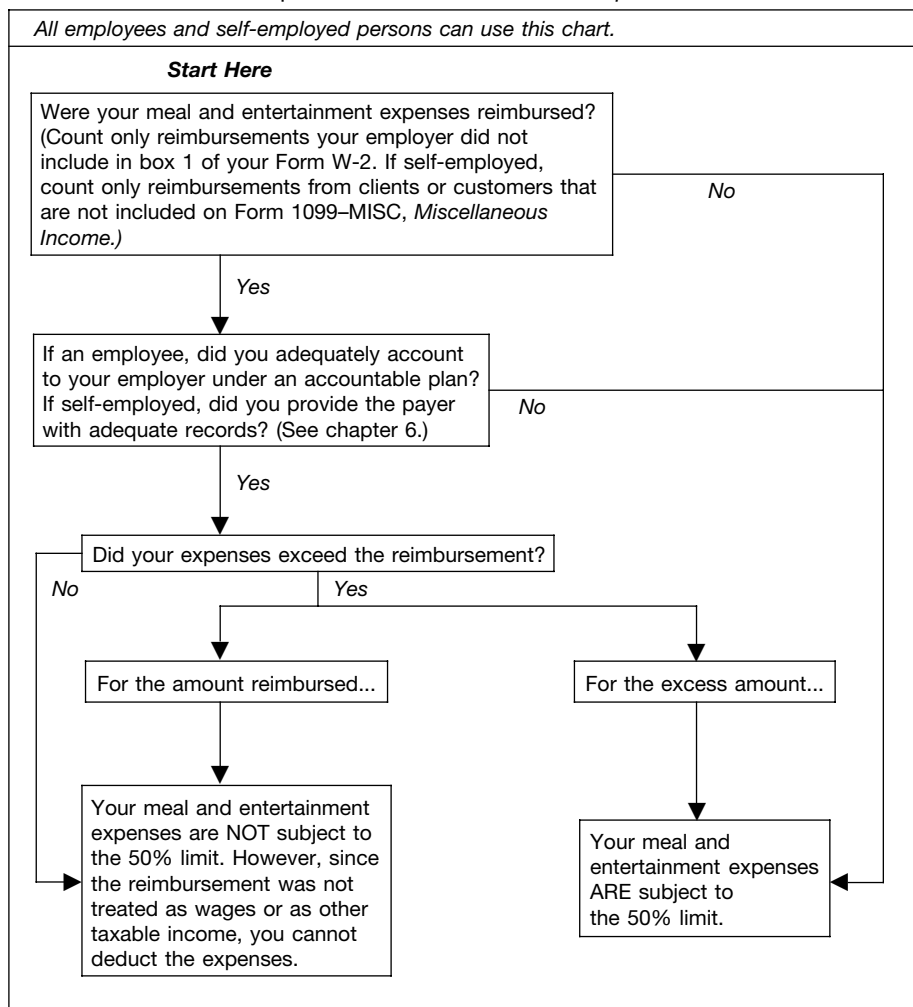 All employees and self-employed persons can use this chart.
Start Here
Were your meal and entertainment expenses reimbursed?
(Count only reimbursements your employer did not
include in box 1 of your Form W-2. If self-employed,
count only reimbursements from clients or customers that
are not included on Form 1099–MISC, Miscellaneous
Income.)
No
Yes
If an employee, did you adequately account
to your employer under an accountable plan?
If self-employed, did you provide the payer
with adequate records? (See chapter 6.)
No
Yes
Did your expenses exceed the reimbursement?
No
Yes
For the amount reimbursed...
For the excess amount...
Your meal and entertainment
expenses are NOT subject to
the 50% limit. However, since
the reimbursement was not
treated as wages or as other
taxable income, you cannot
deduct the expenses.
Your meal and
entertainment expenses
ARE subject to
the 50% limit.